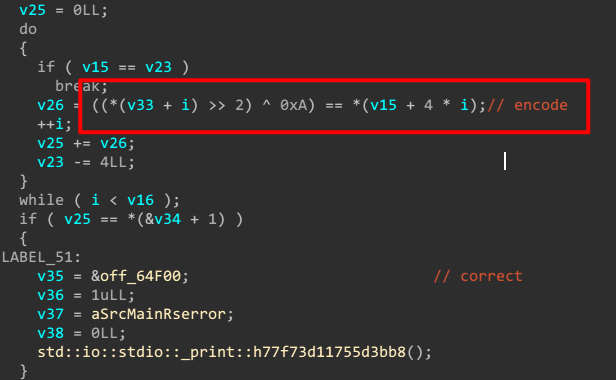 v25 = 0LL;
do
{
if ( v15 == v23 )
break;
v26 = ((*(v33 + i) >> 2) ^ 0xA) == *(v15 + 4 * i);// encode
++i;
v25 += v26;
v23 -= 4LL;
}
while ( i < v16 );
if ( v25 == *(&v34 + 1) )
{
LABEL_51:
v35 = &off_64F00; // correct
v36 = 1uLL;
v37 = aSrcMainRserror;
v38 = 0LL;
std::io::stdio::_print::h77f73d11755d3bb8();
}